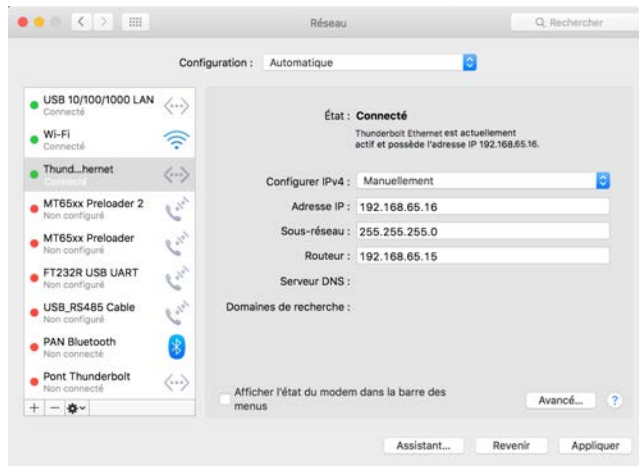 Réseau
Rechercher
Configuration : Automatique
USB 10/100/1000 LAN
Connecté
Wi-Fi
Connecté
Thund...hernet
Connecté
MT65xx Preloader 2
Non configuré
MT65xx Preloader
Non configuré
FT232R USB UART
Non configuré
USB_RS485 Cable
Non configuré
PAN Bluetooth
Non connecté
Pont Thunderbolt
Non connecté
État : Connecté
Thunderbolt Ethernet est actuellement
actif et possède l'adresse IP 192.168.65.16.
Configurer IPv4 : Manuellement
Adresse IP : 192.168.65.16
Sous-réseau : 255.255.255.0
Routeur : 192.168.65.15
Serveur DNS :
Domaines de recherche :
Afficher l'état du modem dans la barre des
menus
Avancé... ?
Assistant... Revenir Appliquer